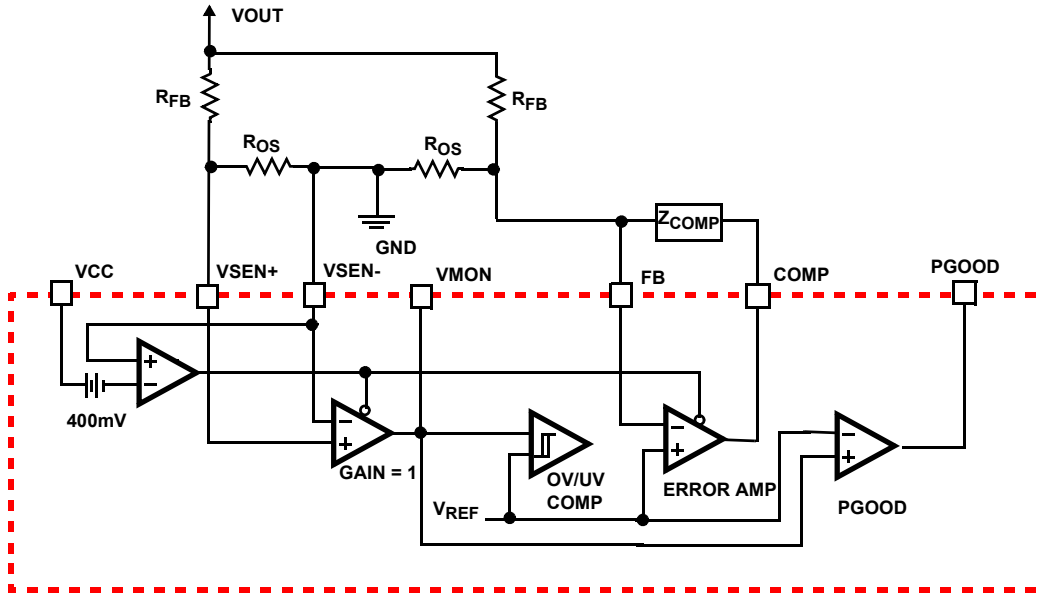 VOUT
RFB
RFB
ROS
ROS
ZCOMP
GND
VCC
VSEN+
VSEN-
VMON
FB
COMP
PGOOD
+
−
400mV
−
+
GAIN = 1
OV/UV
COMP
−
+
ERROR AMP
−
+
PGOOD
VREF